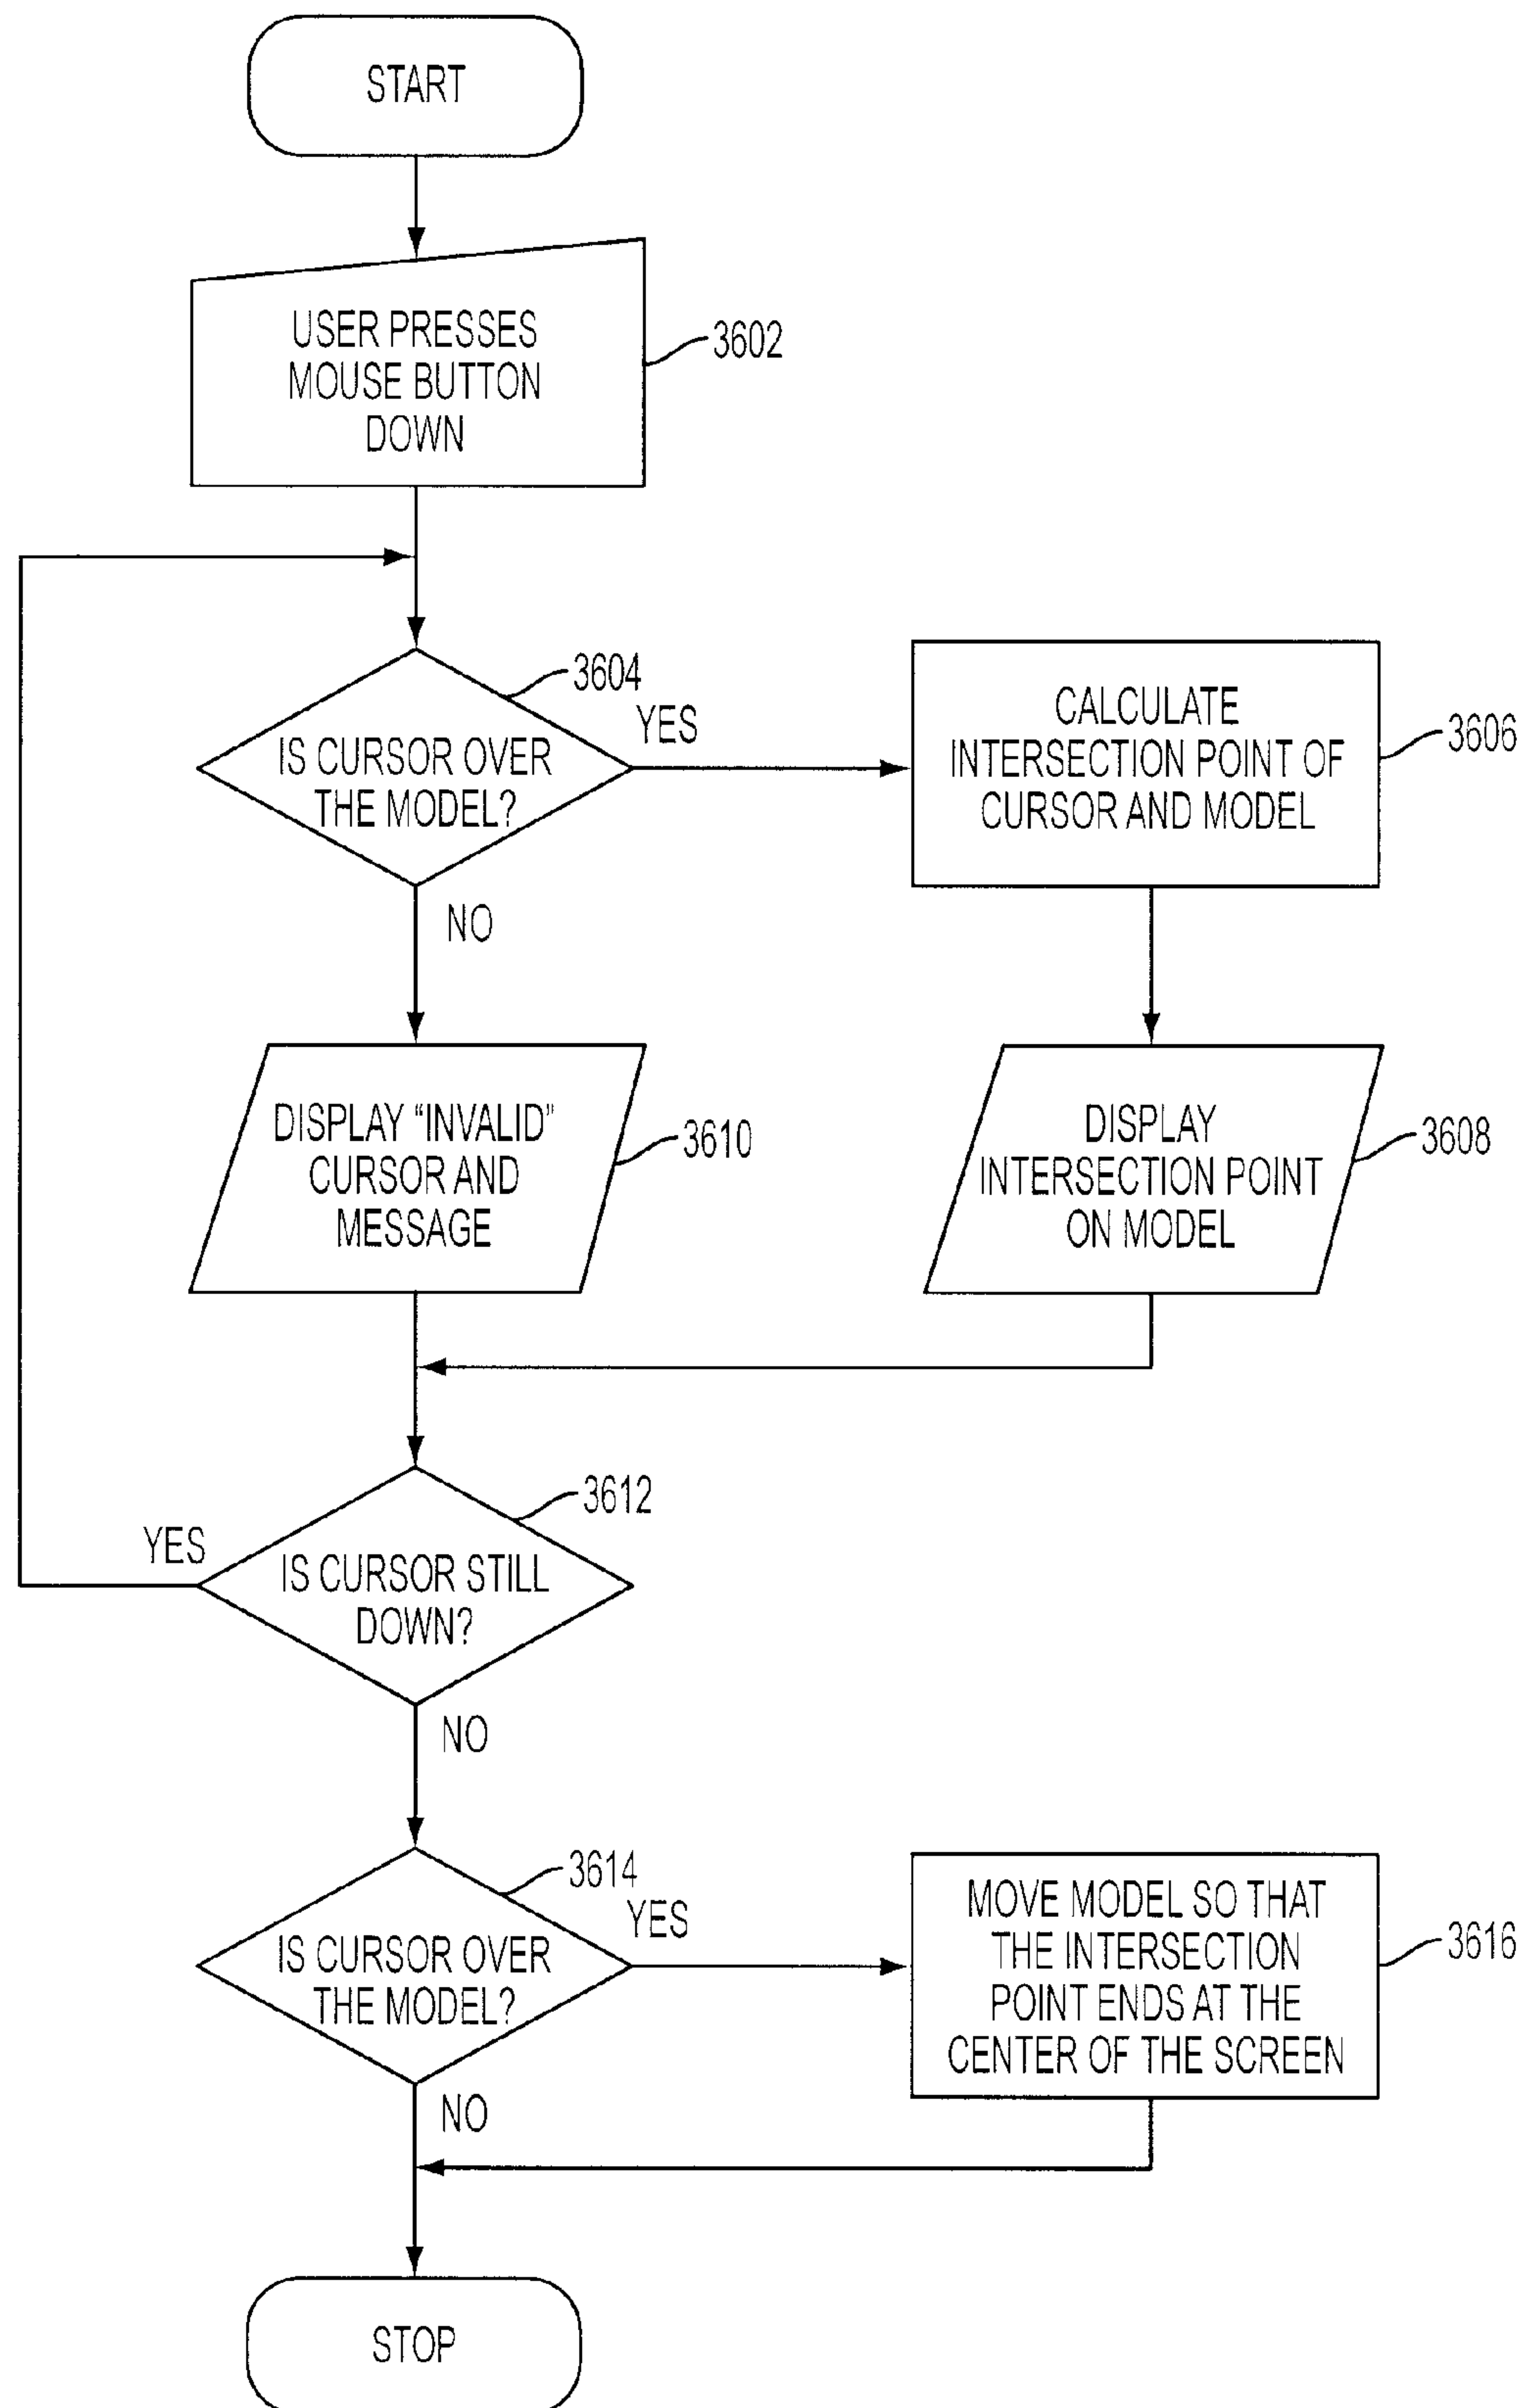 START
USER PRESSES
MOUSE BUTTON
DOWN
3602
3604
IS CURSOR OVER
THE MODEL?
YES
NO
CALCULATE
INTERSECTION POINT OF
CURSOR AND MODEL
3606
DISPLAY “INVALID”
CURSOR AND
MESSAGE
3610
DISPLAY
INTERSECTION POINT
ON MODEL
3608
3612
YES
IS CURSOR STILL
DOWN?
NO
3614
IS CURSOR OVER
THE MODEL?
YES
NO
MOVE MODEL SO THAT
THE INTERSECTION
POINT ENDS AT THE
CENTER OF THE SCREEN
3616
STOP